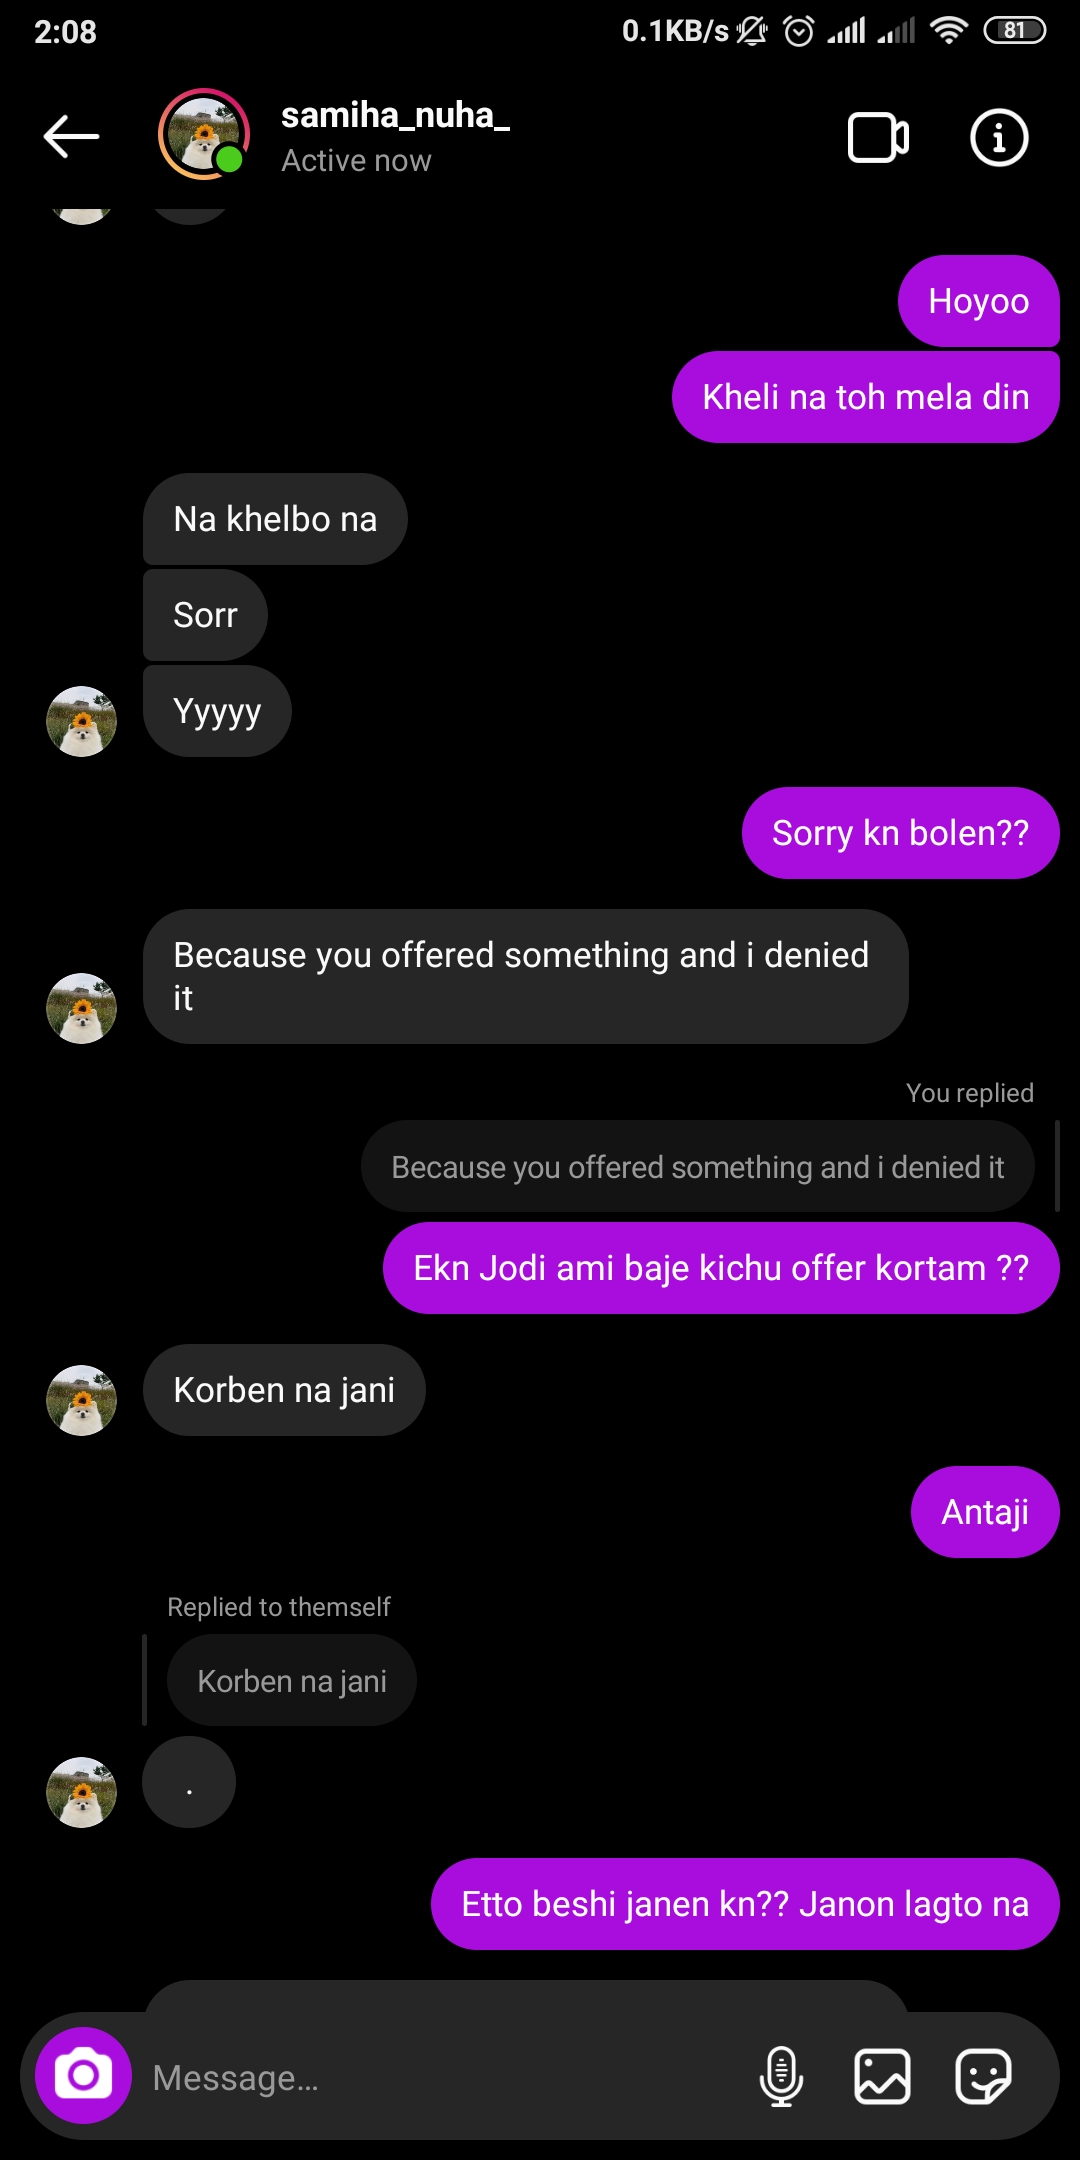 2:08
0.1KB/s
81
samiha_nuha_
Active now
Hoyoo
Kheli na toh mela din
Na khelbo na
Sorr
Yyyyy
Sorry kn bolen??
Because you offered something and i denied
it
You replied
Because you offered something and i denied it
Ekn Jodi ami baje kichu offer kortam ??
Korben na jani
Antaji
Replied to themself
Korben na jani
.
Etto beshi janen kn?? Janon lagto na
Message...